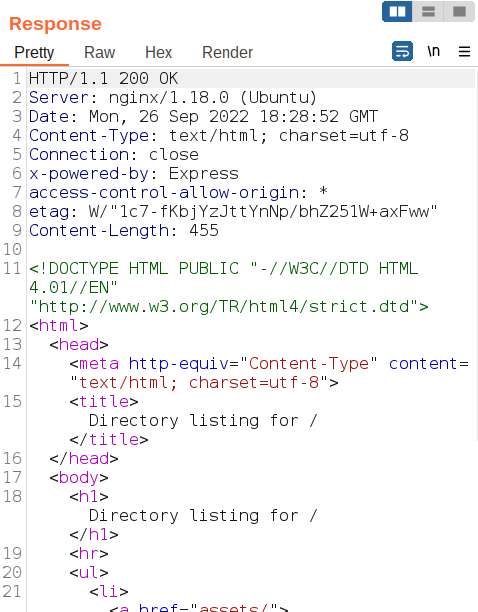 Response
Pretty Raw Hex Render \n
1 HTTP/1.1 200 OK
2 Server: nginx/1.18.0 (Ubuntu)
3 Date: Mon, 26 Sep 2022 18:28:52 GMT
4 Content-Type: text/html; charset=utf-8
5 Connection: close
6 x-powered-by: Express
7 access-control-allow-origin: *
8 etag: W/"1c7-fKbjYzJttYnNp/bhZ251W+axFww"
9 Content-Length: 455
10
11 <!DOCTYPE HTML PUBLIC "-//W3C//DTD HTML
4.01//EN"
"http://www.w3.org/TR/html4/strict.dtd">
12 <html>
13 <head>
14 <meta http-equiv="Content-Type" content=
"text/html; charset=utf-8">
15 <title>
Directory listing for /
</title>
16 </head>
17 <body>
18 <h1>
Directory listing for /
</h1>
19 <hr>
20 <ul>
21 <li>
<a href="assets/">